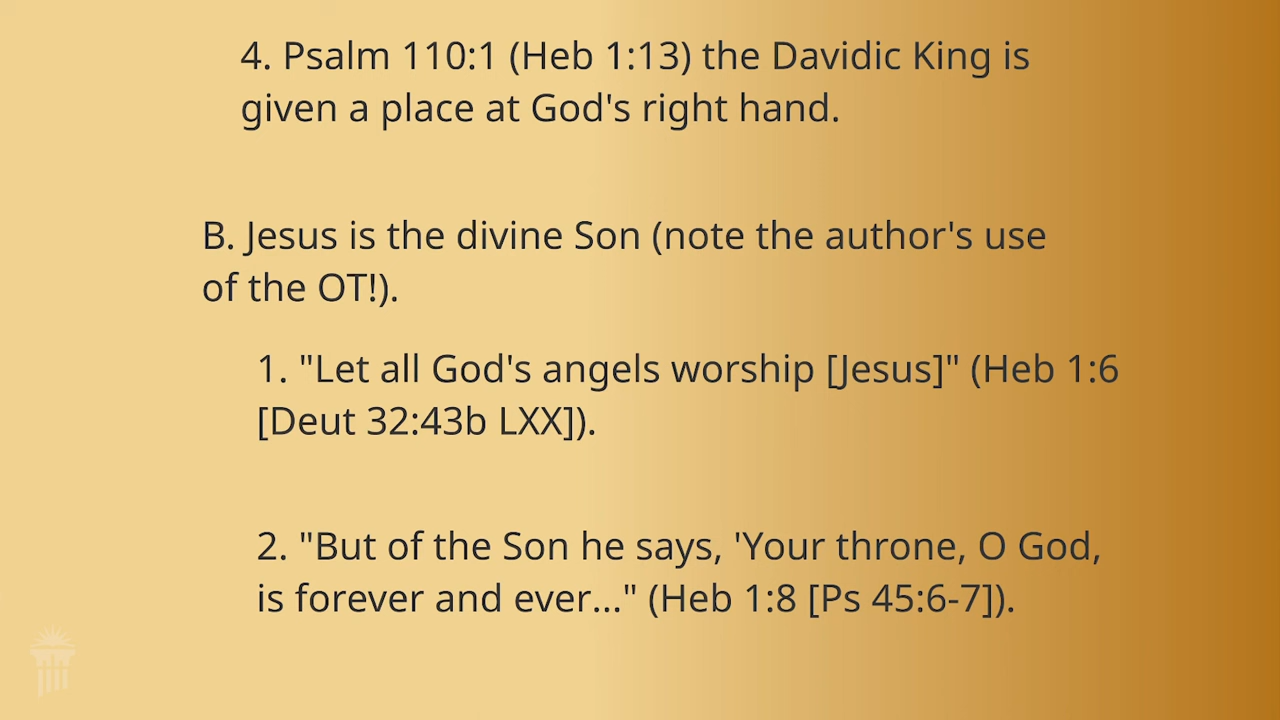 4. Psalm 110:1 (Heb 1:13) the Davidic King is
given a place at God's right hand.
B. Jesus is the divine Son (note the author's use
of the OT!).
1. "Let all God's angels worship [Jesus]" (Heb 1:6
[Deut 32:43b LXX]).
2. "But of the Son he says, 'Your throne, O God,
is forever and ever..." (Heb 1:8 [Ps 45:6-7]).